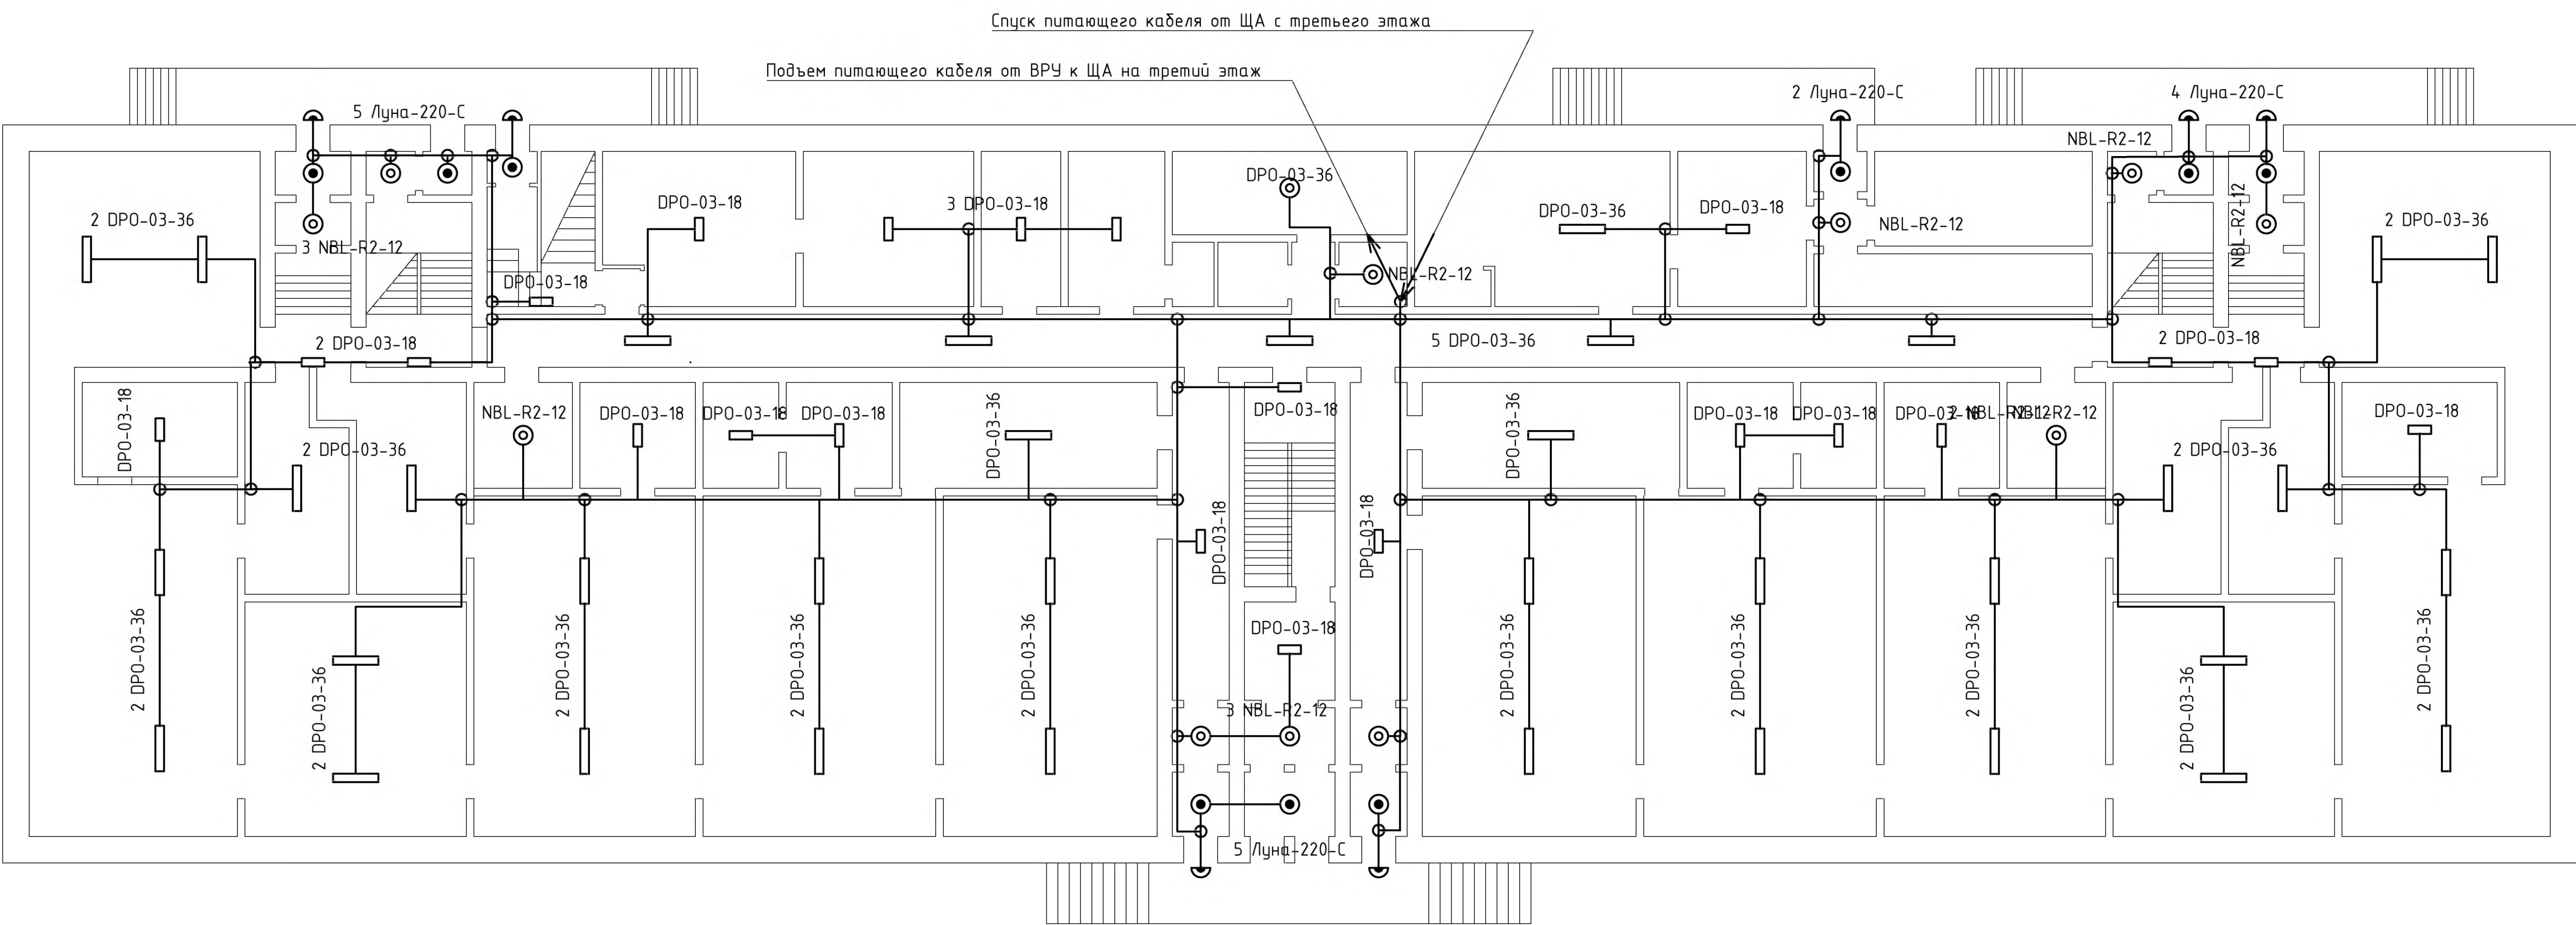 Спуск питающего кабеля от ЩА с третьего этажа
Подъем питающего кабеля от ВРУ к ЩА на третий этаж
5 Луна-220-С
2 Луна-220-С
4 Луна-220-С
NBL-R2-12
DPO-03-36
2 DPO-03-36
DPO-03-18
3 DPO-03-18
DPO-03-36
DPO-03-18
NBL-R2-12
NBL-R2-12
2 DPO-03-36
3 NBL-R2-12
DPO-03-18
NBL-R2-12
2 DPO-03-18
5 DPO-03-36
2 DPO-03-18
DPO-03-18
NBL-R2-12
DPO-03-18
DPO-03-18
DPO-03-18
DPO-03-36
DPO-03-18
DPO-03-36
DPO-03-18
DPO-03-18
DPO-03-18
2 NBL-R2-12
NBL-R2-12
DPO-03-18
2 DPO-03-36
2 DPO-03-36
DPO-03-18
DPO-03-18
2 DPO-03-36
2 DPO-03-36
2 DPO-03-36
2 DPO-03-36
2 DPO-03-36
DPO-03-18
2 DPO-03-36
2 DPO-03-36
2 DPO-03-36
2 DPO-03-36
2 DPO-03-36
3 NBL-R2-12
5 Луна-220-С